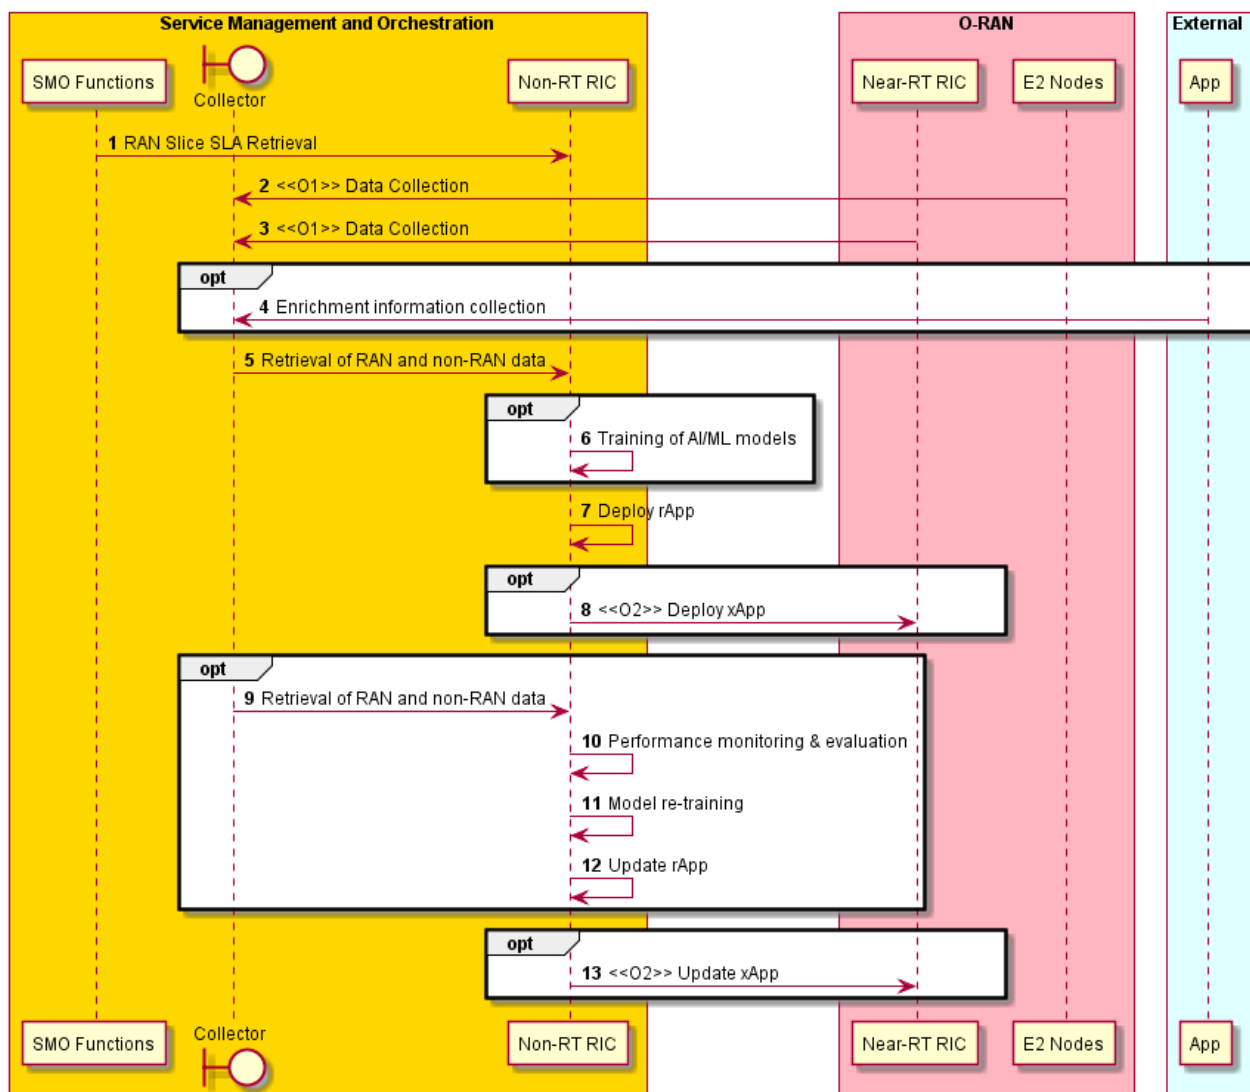 Service Management and Orchestration
O-RAN
External
SMO Functions
Collector
Non-RT RIC
Near-RT RIC
E2 Nodes
App
1 RAN Slice SLA Retrieval
2 <<O1>> Data Collection
3 <<O1>> Data Collection
opt
4 Enrichment information collection
5 Retrieval of RAN and non-RAN data
opt
6 Training of AI/ML models
7 Deploy rApp
opt
8 <<O2>> Deploy xApp
opt
9 Retrieval of RAN and non-RAN data
10 Performance monitoring & evaluation
11 Model re-training
12 Update rApp
opt
13 <<O2>> Update xApp
SMO Functions
Collector
Non-RT RIC
Near-RT RIC
E2 Nodes
App